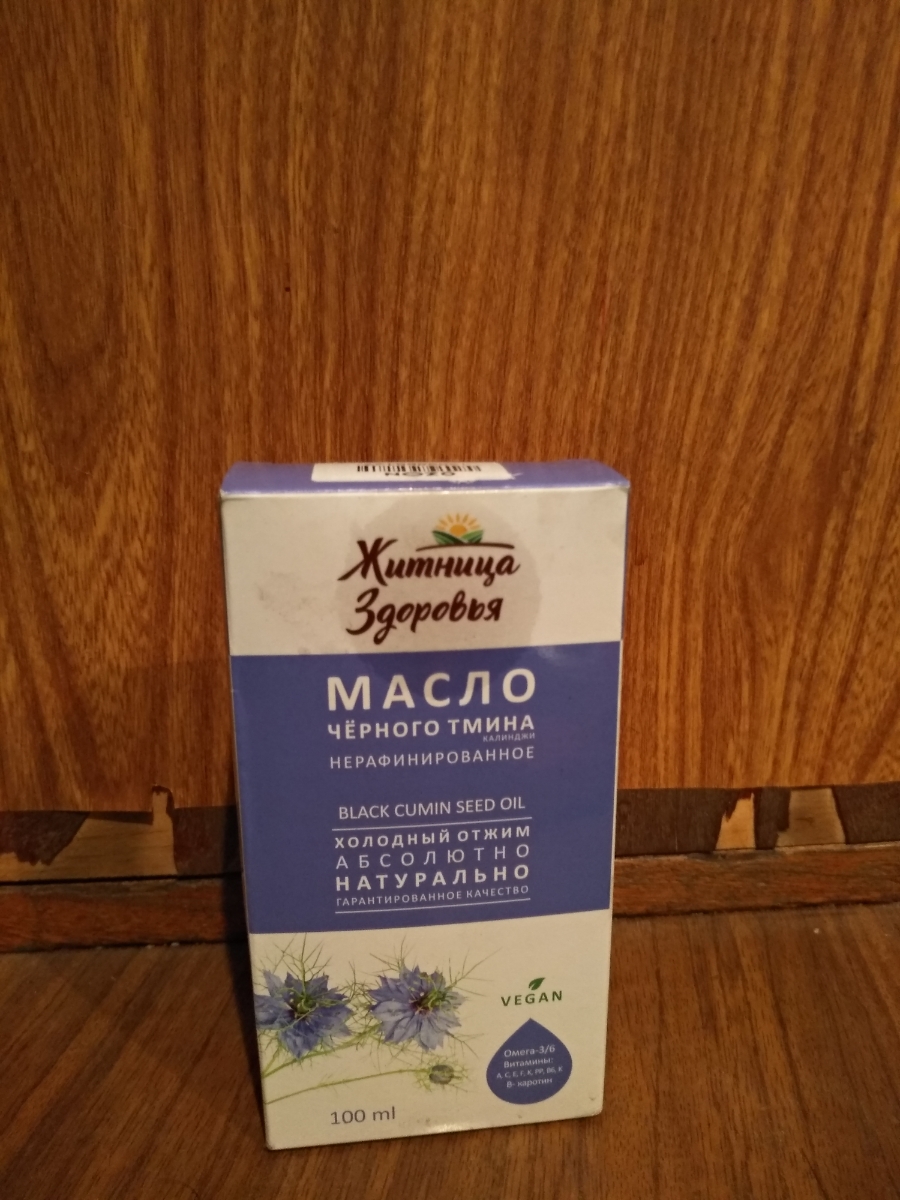 NO20
Житница
Здоровья
МАСЛО
ЧЁРНОГО ТМИНА
КАЛИНДЖИ
НЕРАФИНИРОВАННОЕ
BLACK CUMIN SEED OIL
ХОЛОДНЫЙ ОТЖИМ
АБСОЛЮТНО
НАТУРАЛЬНО
ГАРАНТИРОВАННОЕ КАЧЕСТВО
VEGAN
Омега-3/6
Витамины:
В- каротин
100 ml